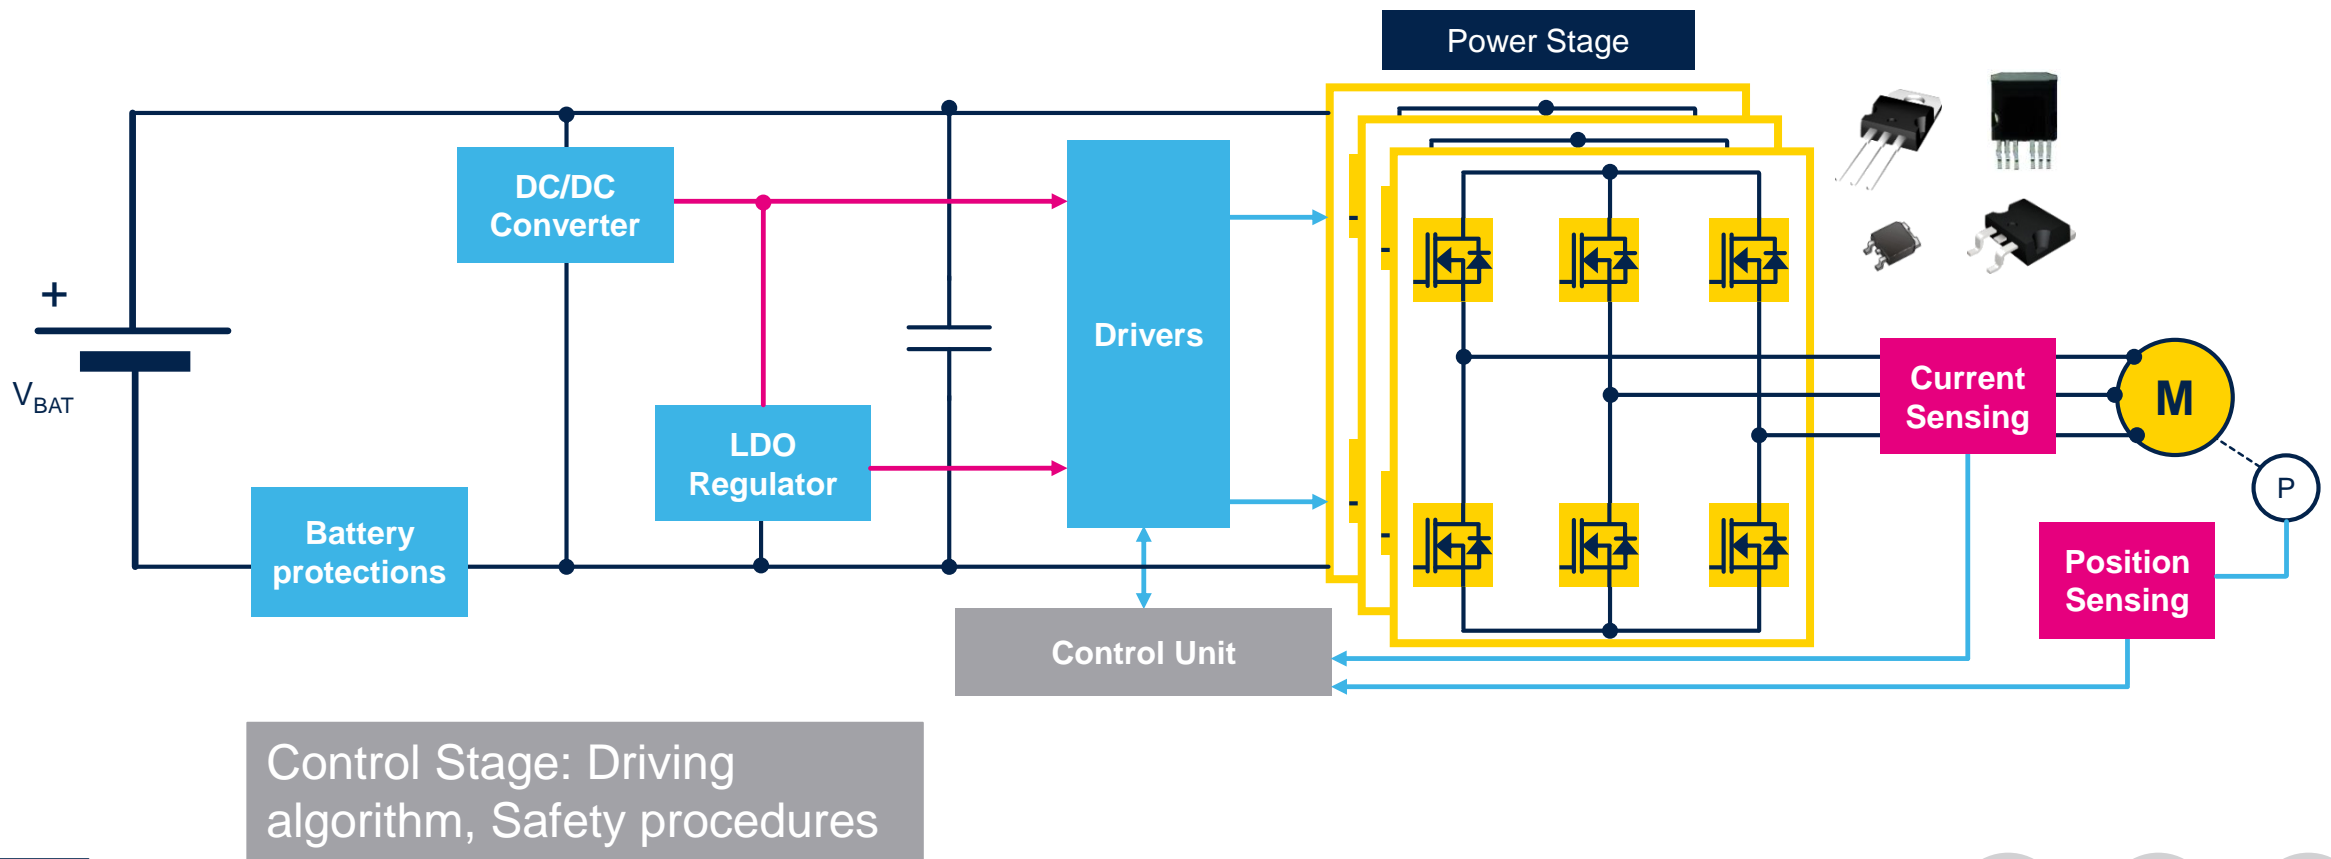 Power Stage
DC/DC
Converter
+
Drivers
V_BAT
Current
Sensing
M
LDO
Regulator
P
Battery
protections
Position
Sensing
Control Unit
Control Stage: Driving
algorithm, Safety procedures